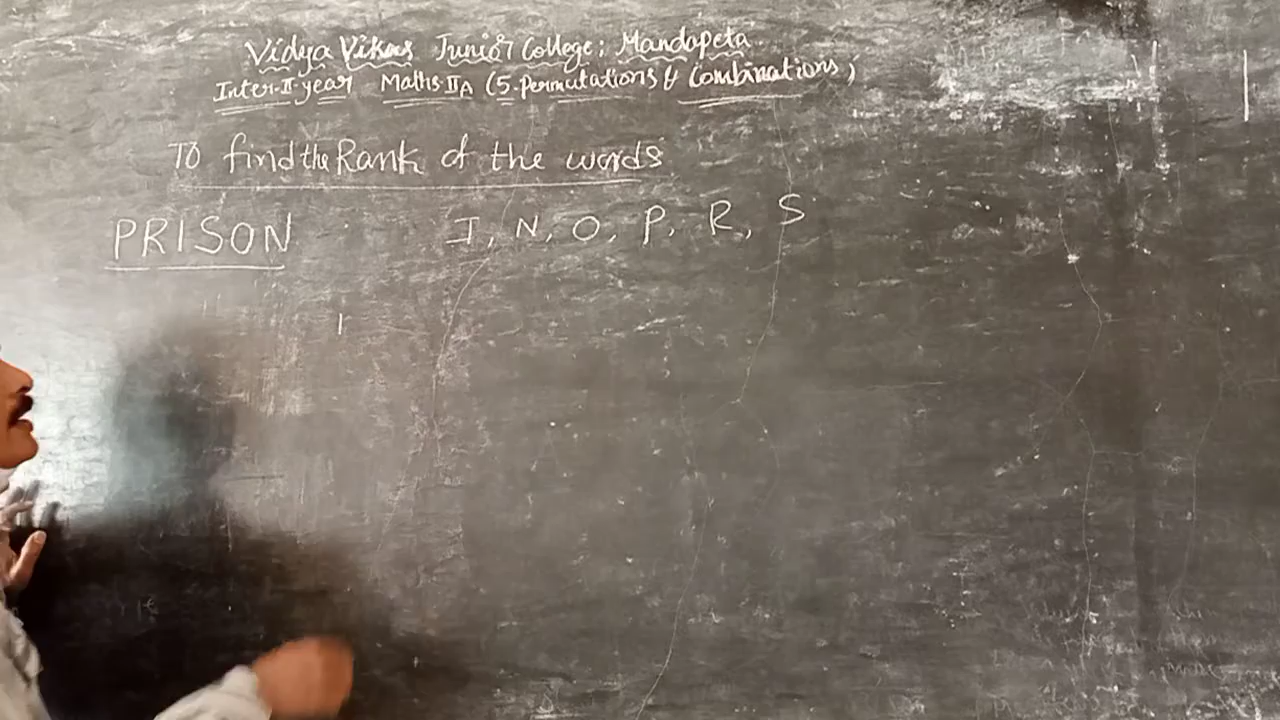 Vidya Vikas Junior College; Mandapeta
Inter-II-year Maths-IIA (5-Permutations & Combinations)
To find the Rank of the words
PRISON I, N, O, P, R, S